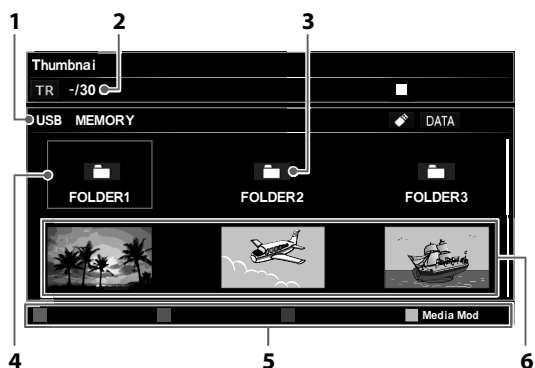 1 2 3
Thumbnai
TR -/30
USB MEMORY DATA
FOLDER1 FOLDER2 FOLDER3
Media Mod
4 5 6